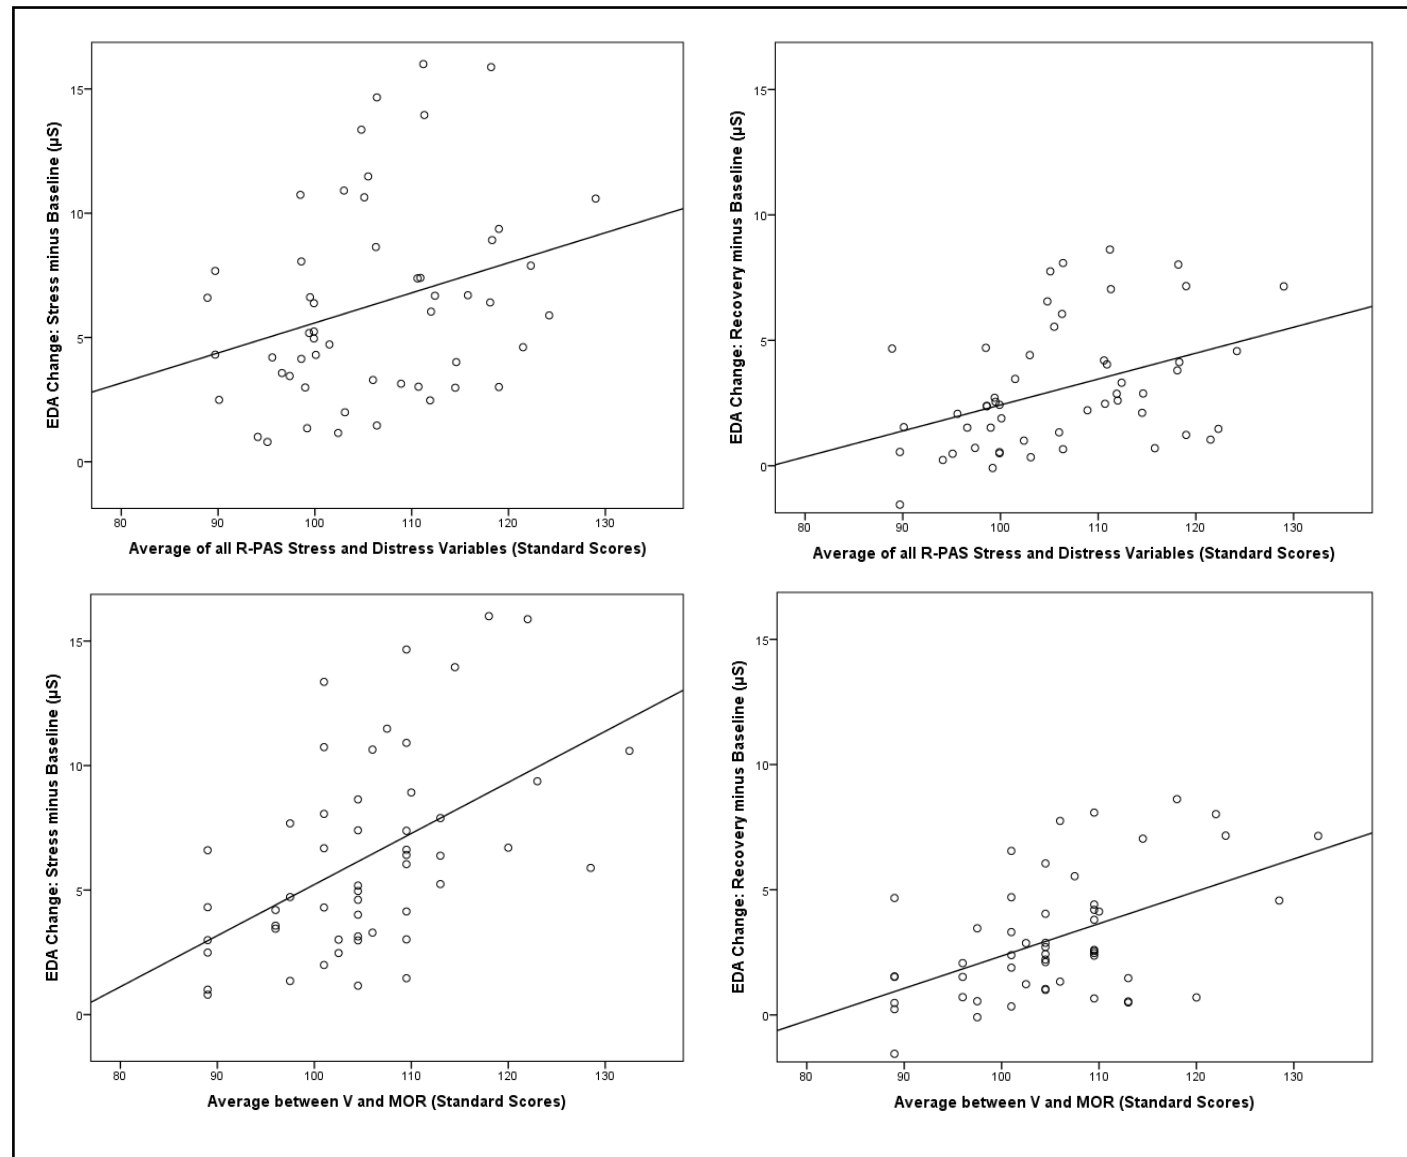 EDA Change: Stress minus Baseline (µS)
15
10
5
0
80 90 100 110 120 130
Average of all R-PAS Stress and Distress Variables (Standard Scores)
EDA Change: Recovery minus Baseline (µS)
15
10
5
0
80 90 100 110 120 130
Average of all R-PAS Stress and Distress Variables (Standard Scores)
EDA Change: Stress minus Baseline (µS)
15
10
5
0
80 90 100 110 120 130
Average between V and MOR (Standard Scores)
EDA Change: Recovery minus Baseline (µS)
15
10
5
0
80 90 100 110 120 130
Average between V and MOR (Standard Scores)